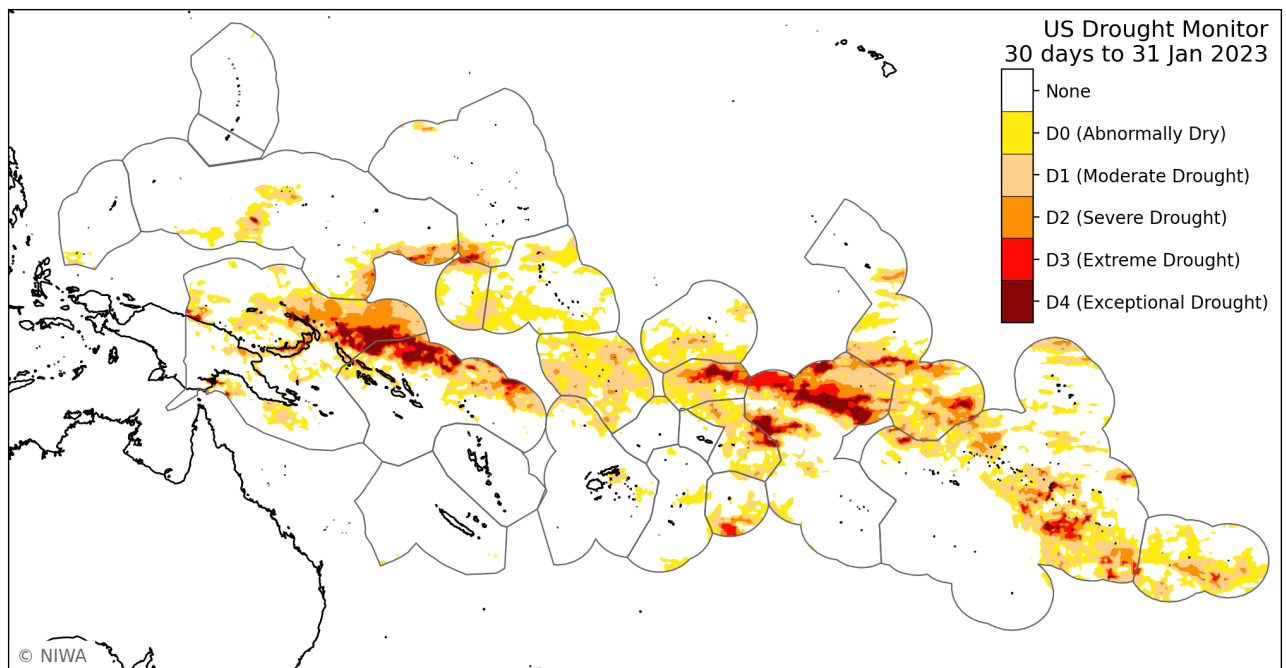 US Drought Monitor
30 days to 31 Jan 2023
None
D0 (Abnormally Dry)
D1 (Moderate Drought)
D2 (Severe Drought)
D3 (Extreme Drought)
D4 (Exceptional Drought)
© NIWA